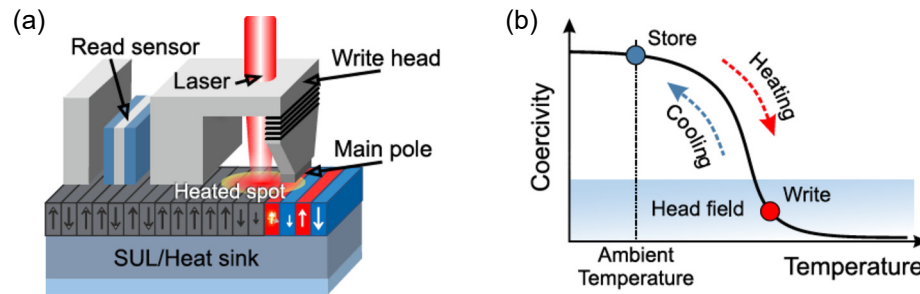 (a)
Read sensor
Laser
Write head
Main pole
Heated spot
SUL/Heat sink
(b)
Coercivity
Store
Heating
Cooling
Write
Head field
Ambient
Temperature
Temperature